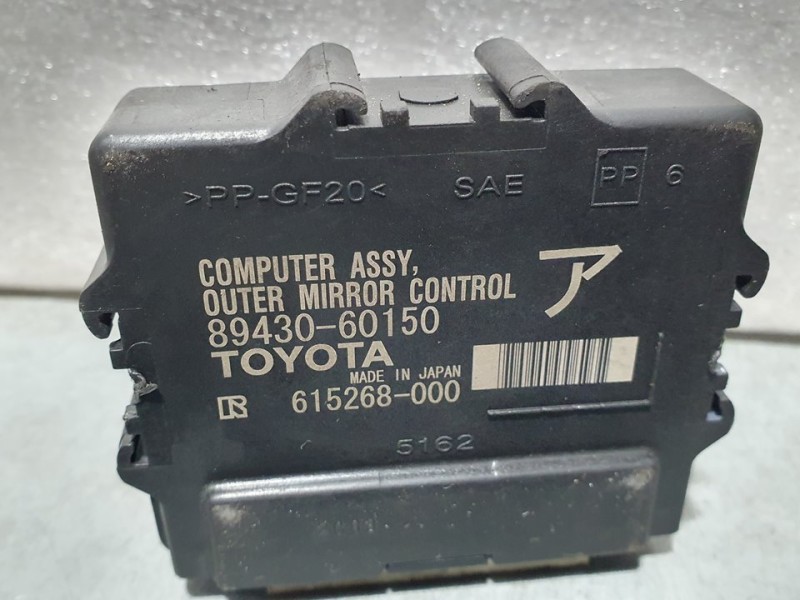 >PP-GF20< SAE PP 6
COMPUTER ASSY,
OUTER MIRROR CONTROL
ア
89430-60150
TOYOTA
MADE IN JAPAN
R 615268-000
5162